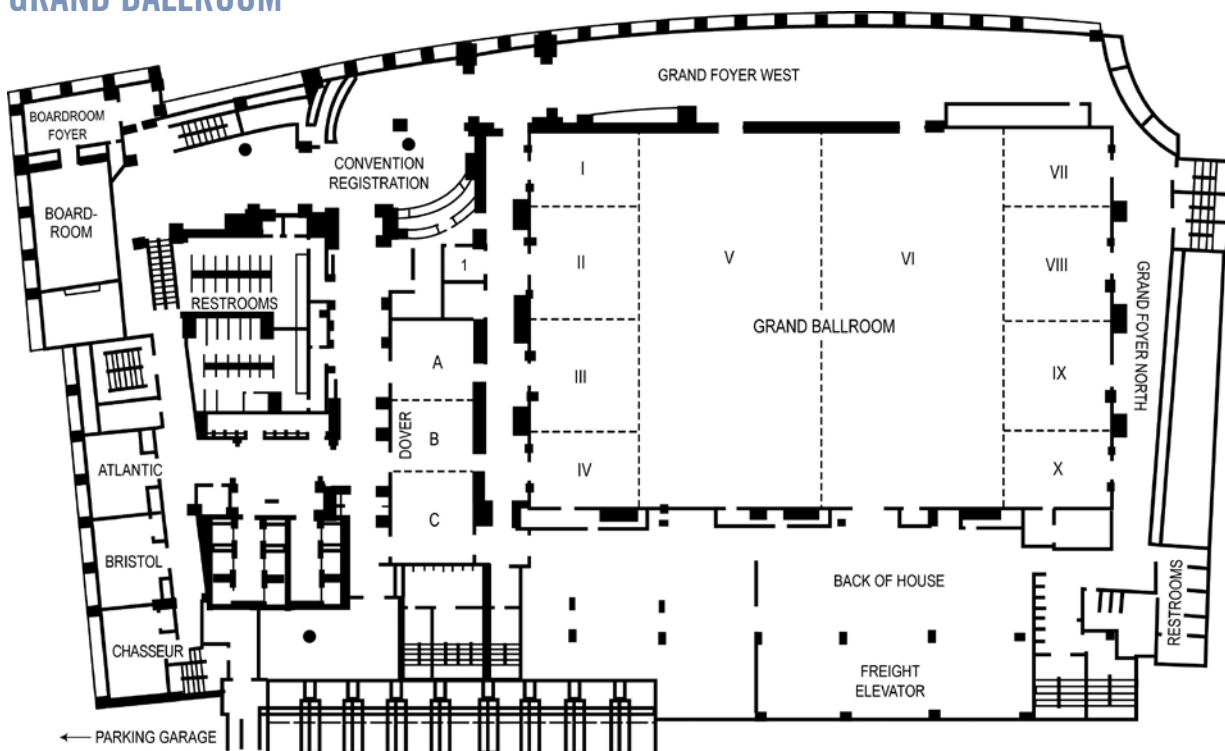 GRAND BALLROOM
GRAND FOYER WEST
BOARDROOM
FOYER
CONVENTION
REGISTRATION
BOARD-
ROOM
I
II
III
IV
V
VI
VII
VIII
IX
X
GRAND BALLROOM
GRAND FOYER NORTH
1
RESTROOMS
A
B
C
DOVER
ATLANTIC
BRISTOL
CHASSEUR
BACK OF HOUSE
FREIGHT
ELEVATOR
RESTROOMS
← PARKING GARAGE